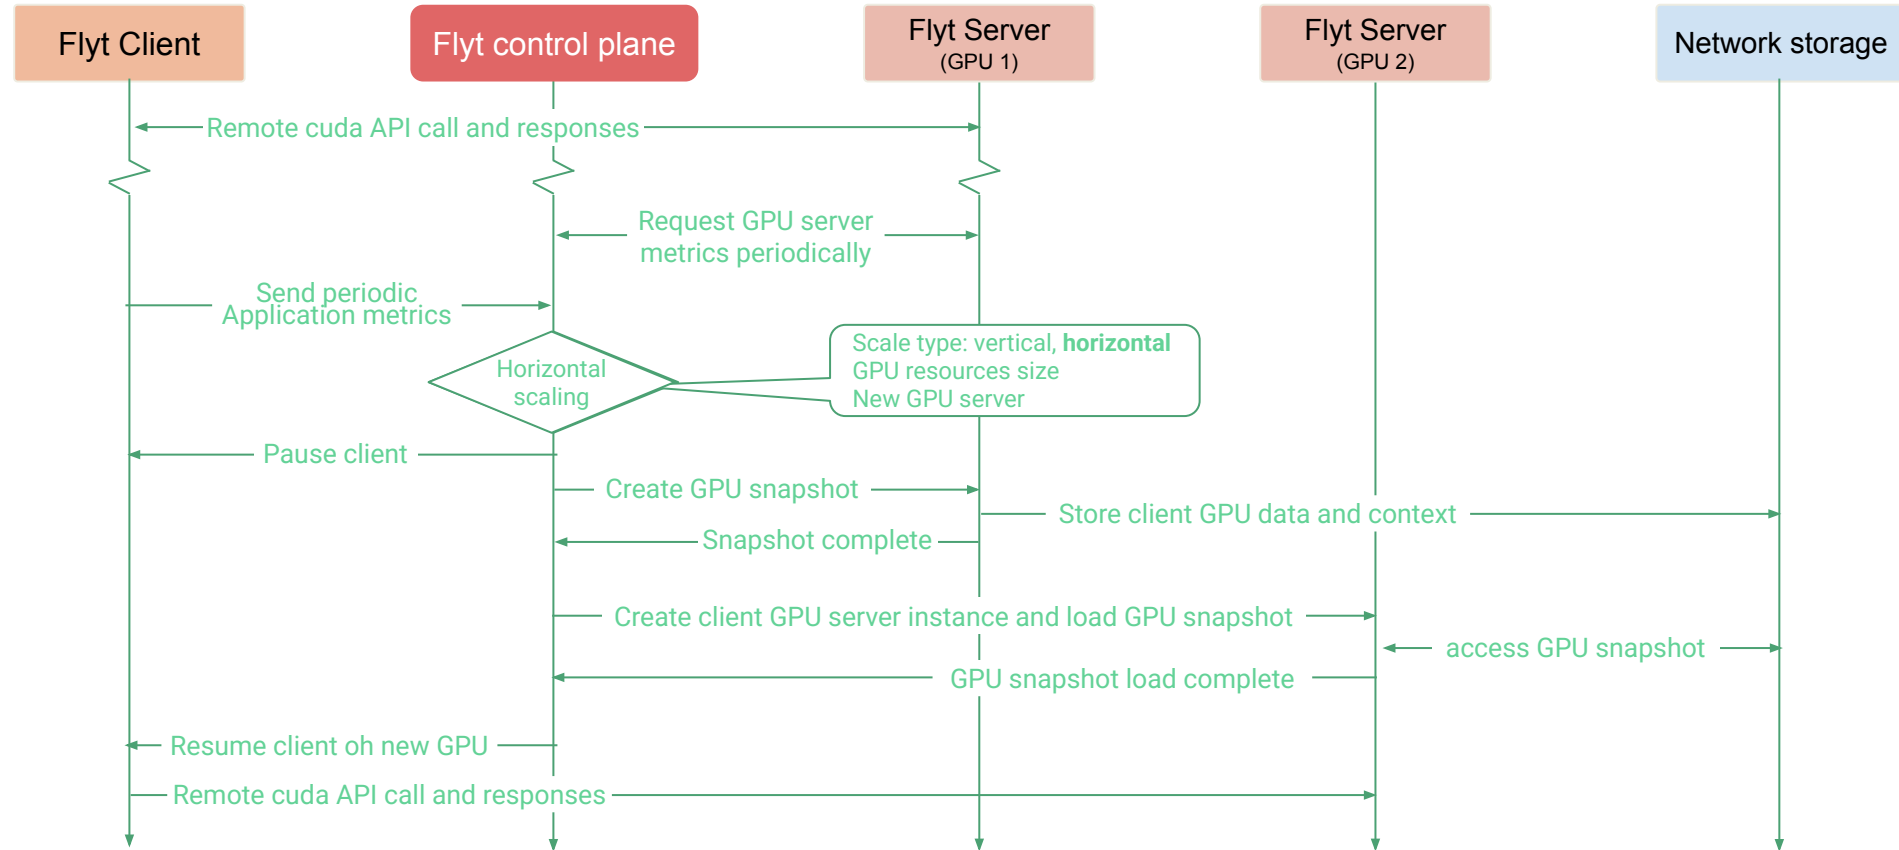 Flyt Client
Flyt control plane
Flyt Server
(GPU 1)
Flyt Server
(GPU 2)
Network storage
Remote cuda API call and responses
Request GPU server
metrics periodically
Send periodic
Application metrics
Horizontal
scaling
Scale type: vertical, horizontal
GPU resources size
New GPU server
Pause client
Create GPU snapshot
Store client GPU data and context
Snapshot complete
Create client GPU server instance and load GPU snapshot
access GPU snapshot
GPU snapshot load complete
Resume client oh new GPU
Remote cuda API call and responses